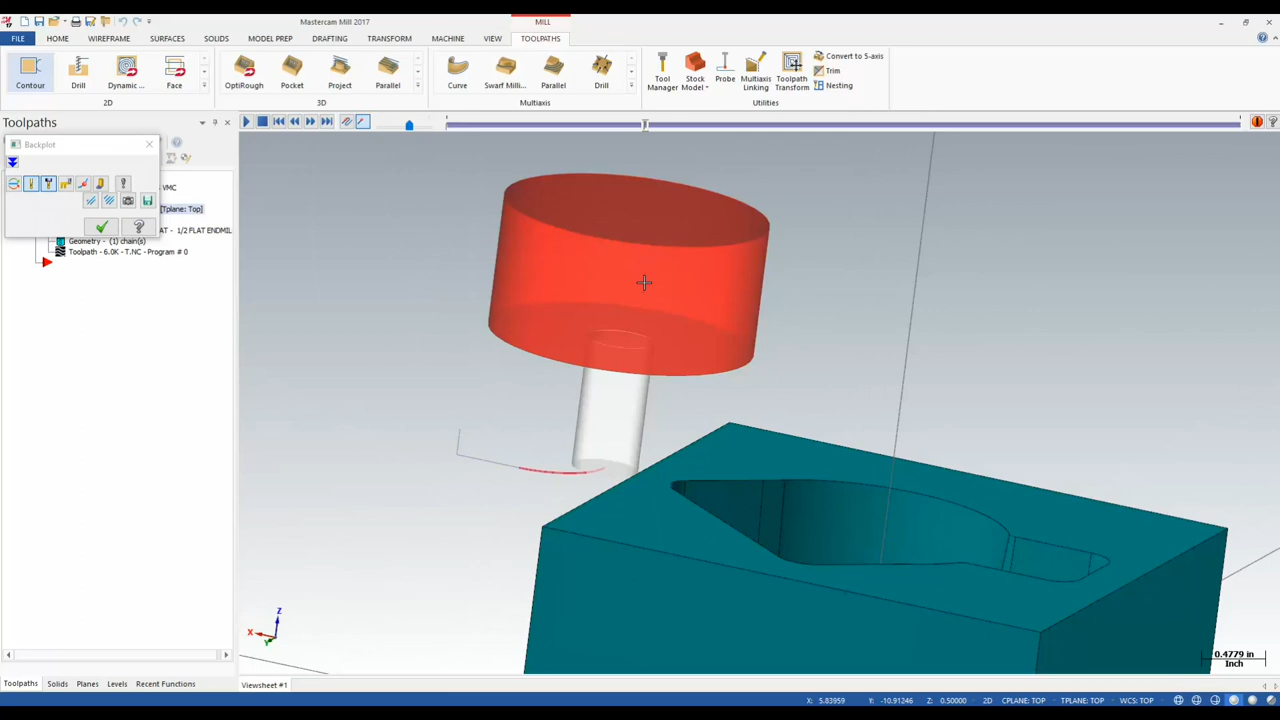 Mastercam Mill 2017
MILL
FILE HOME WIREFRAME SURFACES SOLIDS MODEL PREP DRAFTING TRANSFORM MACHINE VIEW TOOLPATHS
Contour Drill Dynamic ... Face OptiRough Pocket Project Parallel Curve Swarf Milli... Parallel Drill
Tool Manager Stock Model Probe Multiaxis Linking Toolpath Transform
Convert to 5-axis
Trim
Nesting
2D 3D Multiaxis Utilities
Toolpaths
Backplot
VMC
[Tplane: Top]
AT - 1/2 FLAT ENDMIL
Geometry - (1) chain(s)
Toolpath - 6.0K - T.NC - Program # 0
Z
X
Y
0.4779 in
Inch
Toolpaths Solids Planes Levels Recent Functions
Viewsheet #1
X: 5.83959 Y: -10.91246 Z: 0.50000 2D CPLANE: TOP TPLANE: TOP WCS: TOP